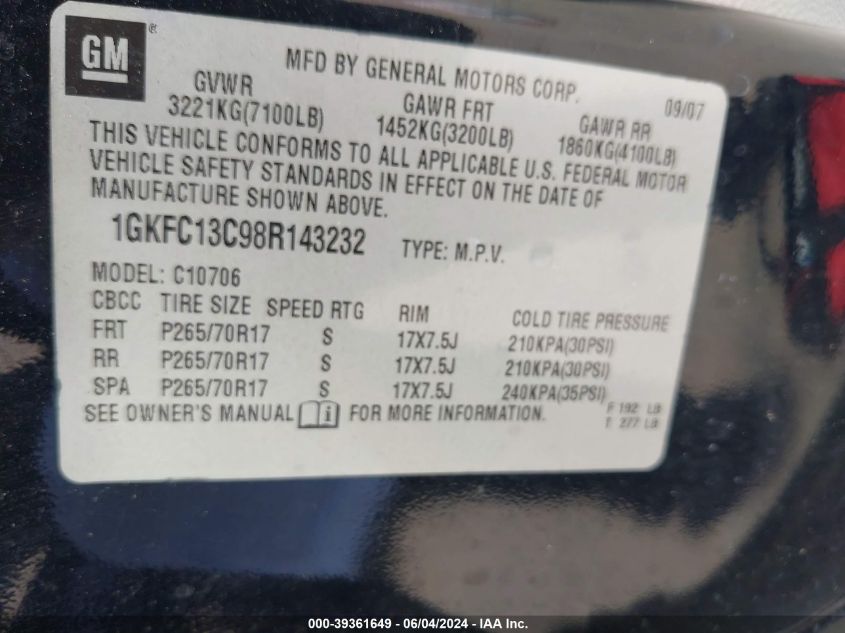 GM ®
MFD BY GENERAL MOTORS CORP.
GVWR GAWR FRT GAWR RR 09/07
3221KG(7100LB) 1452KG(3200LB) 1860KG(4100LB)
THIS VEHICLE CONFORMS TO ALL APPLICABLE U.S. FEDERAL MOTOR
VEHICLE SAFETY STANDARDS IN EFFECT ON THE DATE OF
MANUFACTURE SHOWN ABOVE.
1GKFC13C98R143232 TYPE: M.P.V.
MODEL: C10706
CBCC TIRE SIZE SPEED RTG RIM COLD TIRE PRESSURE
FRT P265/70R17 S 17X7.5J 210KPA(30PSI)
RR P265/70R17 S 17X7.5J 210KPA(30PSI)
SPA P265/70R17 S 17X7.5J 240KPA(35PSI)
SEE OWNER'S MANUAL i FOR MORE INFORMATION.
F 192 LB
T 277 LB
000-39361649 - 06/04/2024 - IAA Inc.